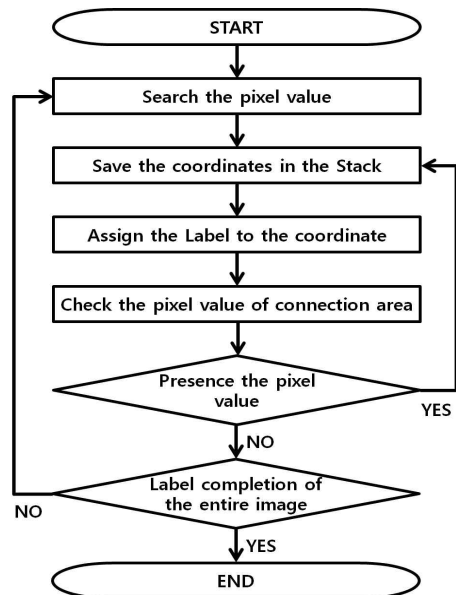 START
Search the pixel value
Save the coordinates in the Stack
Assign the Label to the coordinate
Check the pixel value of connection area
Presence the pixel
value
YES
NO
Label completion of
the entire image
NO
YES
END